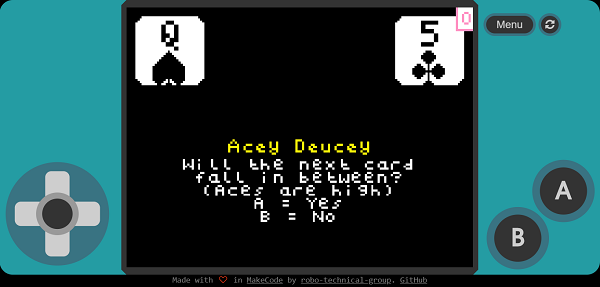 Q
5
0
Menu
Acey Deucey
Will the next card
fall in between?
(Aces are high)
A = Yes
B = No
A
B
Made with ♡ in MakeCode by robo-technical-group, GitHub